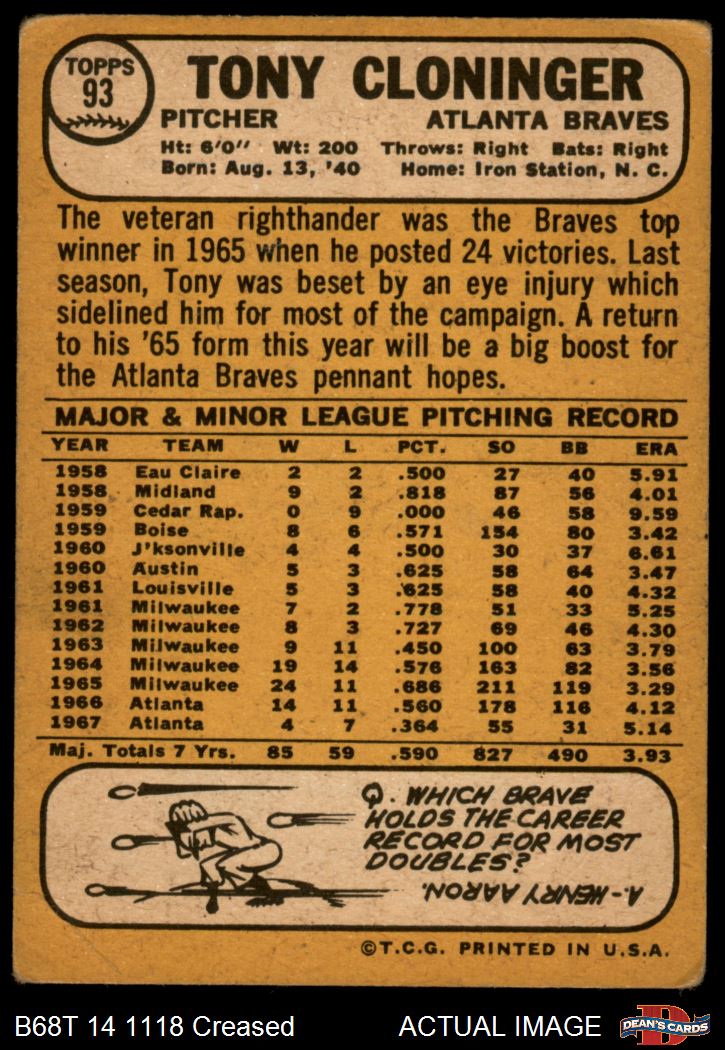 TOPPS
93
TONY CLONINGER
PITCHER ATLANTA BRAVES
Ht: 6'0" Wt: 200 Throws: Right Bats: Right
Born: Aug. 13, '40 Home: Iron Station, N. C.
The veteran righthander was the Braves top
winner in 1965 when he posted 24 victories. Last
season, Tony was beset by an eye injury which
sidelined him for most of the campaign. A return
to his '65 form this year will be a big boost for
the Atlanta Braves pennant hopes.
MAJOR & MINOR LEAGUE PITCHING RECORD
YEAR TEAM W L PCT. SO BB ERA
1958 Eau Claire 2 2 .500 27 40 5.91
1958 Midland 9 2 .818 87 56 4.01
1959 Cedar Rap. 0 9 .000 46 58 9.59
1959 Boise 8 6 .571 154 80 3.42
1960 J'ksonville 4 4 .500 30 37 6.61
1960 Austin 5 3 .625 58 64 3.47
1961 Louisville 5 3 .625 58 40 4.32
1961 Milwaukee 7 2 .778 51 33 5.25
1962 Milwaukee 8 3 .727 69 46 4.30
1963 Milwaukee 9 11 .450 100 63 3.79
1964 Milwaukee 19 14 .576 163 82 3.56
1965 Milwaukee 24 11 .686 211 119 3.29
1966 Atlanta 14 11 .560 178 116 4.12
1967 Atlanta 4 7 .364 55 31 5.14
Maj. Totals 7 Yrs. 85 59 .590 827 490 3.93
Q. WHICH BRAVE
HOLDS THE CAREER
RECORD FOR MOST
DOUBLES?
A-HENRY AARON.
©T.C.G. PRINTED IN U.S.A.
B68T 14 1118 Creased ACTUAL IMAGE
D
DEAN'S CARDS